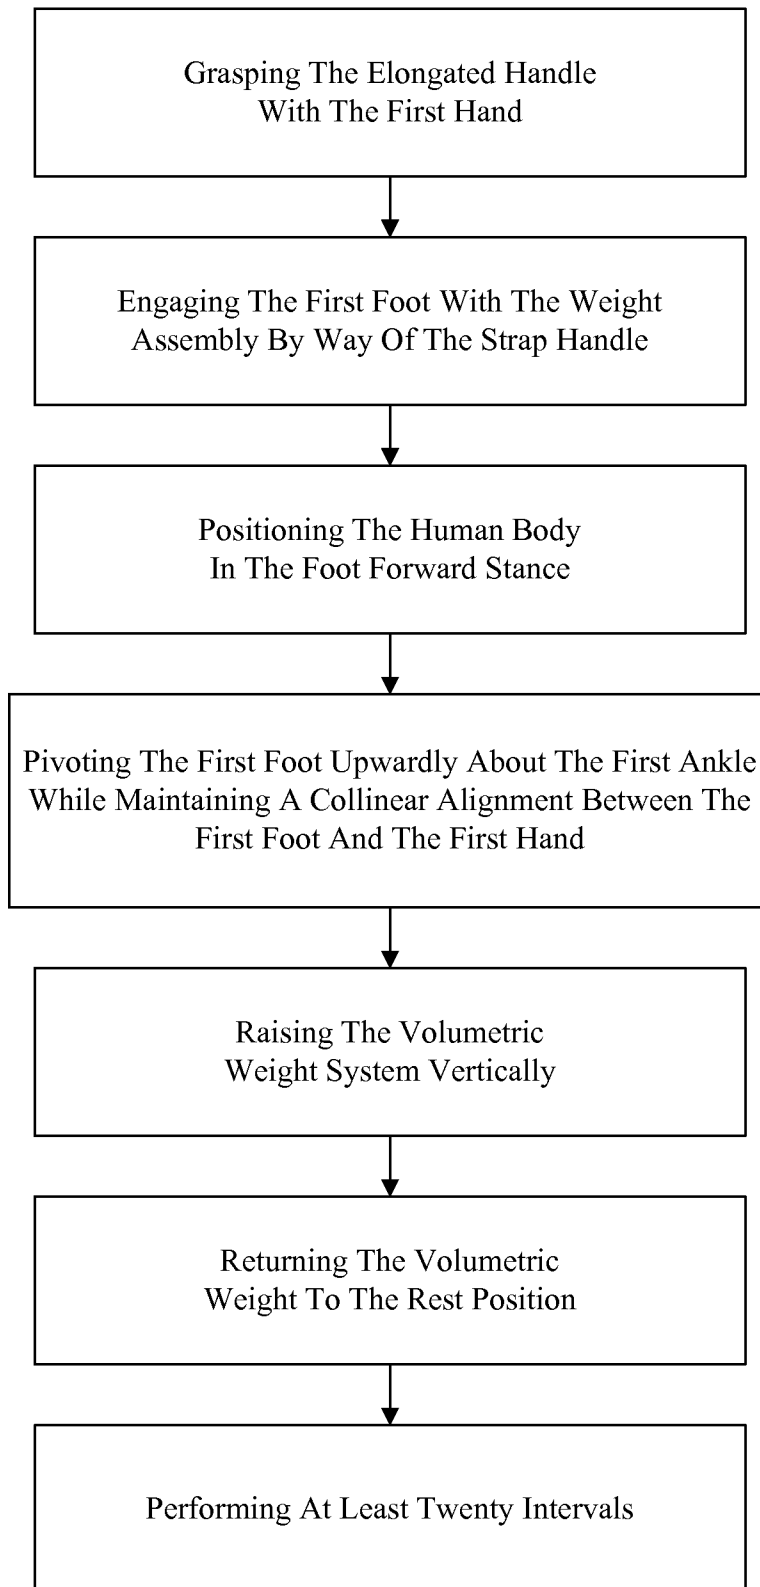 Grasping The Elongated Handle
With The First Hand
Engaging The First Foot With The Weight
Assembly By Way Of The Strap Handle
Positioning The Human Body
In The Foot Forward Stance
Pivoting The First Foot Upwardly About The First Ankle
While Maintaining A Collinear Alignment Between The
First Foot And The First Hand
Raising The Volumetric
Weight System Vertically
Returning The Volumetric
Weight To The Rest Position
Performing At Least Twenty Intervals